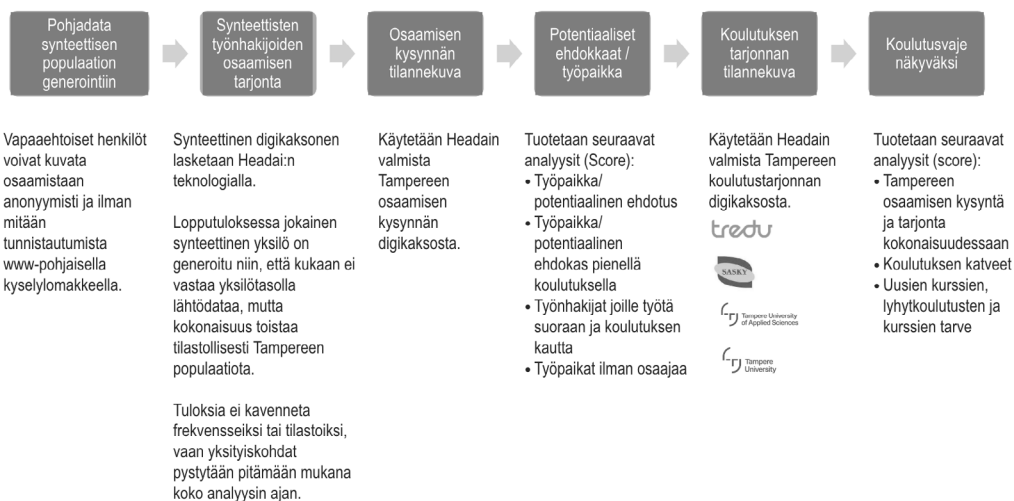 Pohjadata
synteettisen
populaation
generointiin
Synteettisten
työnhakijoiden
osaamisen
tarjonta
Osaamisen
kysynnän
tilannekuva
Potentiaaliset
ehdokkaat /
työpaikka
Koulutuksen
tarjonnan
tilannekuva
Koulutusvaje
näkyväksi
Vapaaehtoiset henkilöt
voivat kuvata
osaamistaan
anonyymisti ja ilman
mitään
tunnistautumista
www-pohjaisella
kyselylomakkeella.
Synteettinen digikaksonen
lasketaan Headai:n
teknologialla.
Lopputuloksessa jokainen
synteettinen yksilö on
generoitu niin, että kukaan ei
vastaa yksilötasolla
lähtödataa, mutta
kokonaisuus toistaa
tilastollisesti Tampereen
populaatiota.
Tuloksia ei kavenneta
frekvensseiksi tai tilastoiksi,
vaan yksityiskohdat
pystytään pitämään mukana
koko analyysin ajan.
Käytetään Headain
valmista
Tampereen
osaamisen
kysynnän
digikaksosta.
Tuotetaan seuraavat
analyysit (Score):
• Työpaikka/
potentiaalinen ehdotus
• Työpaikka/
potentiaalinen
ehdokas pienellä
koulutuksella
• Työnhakijat joille työtä
suoraan ja koulutuksen
kautta
• Työpaikat ilman osaajaa
Käytetään Headain
valmista Tampereen
koulutustarjonnan
digikaksosta.
tredu
SASKY
Tampere University
of Applied Sciences
Tampere
University
Tuotetaan seuraavat
analyysit (score):
• Tampereen
osaamisen kysyntä
ja tarjonta
kokonaisuudessaan
• Koulutuksen katveet
• Uusien kurssien,
lyhytkoulutusten ja
kurssien tarve